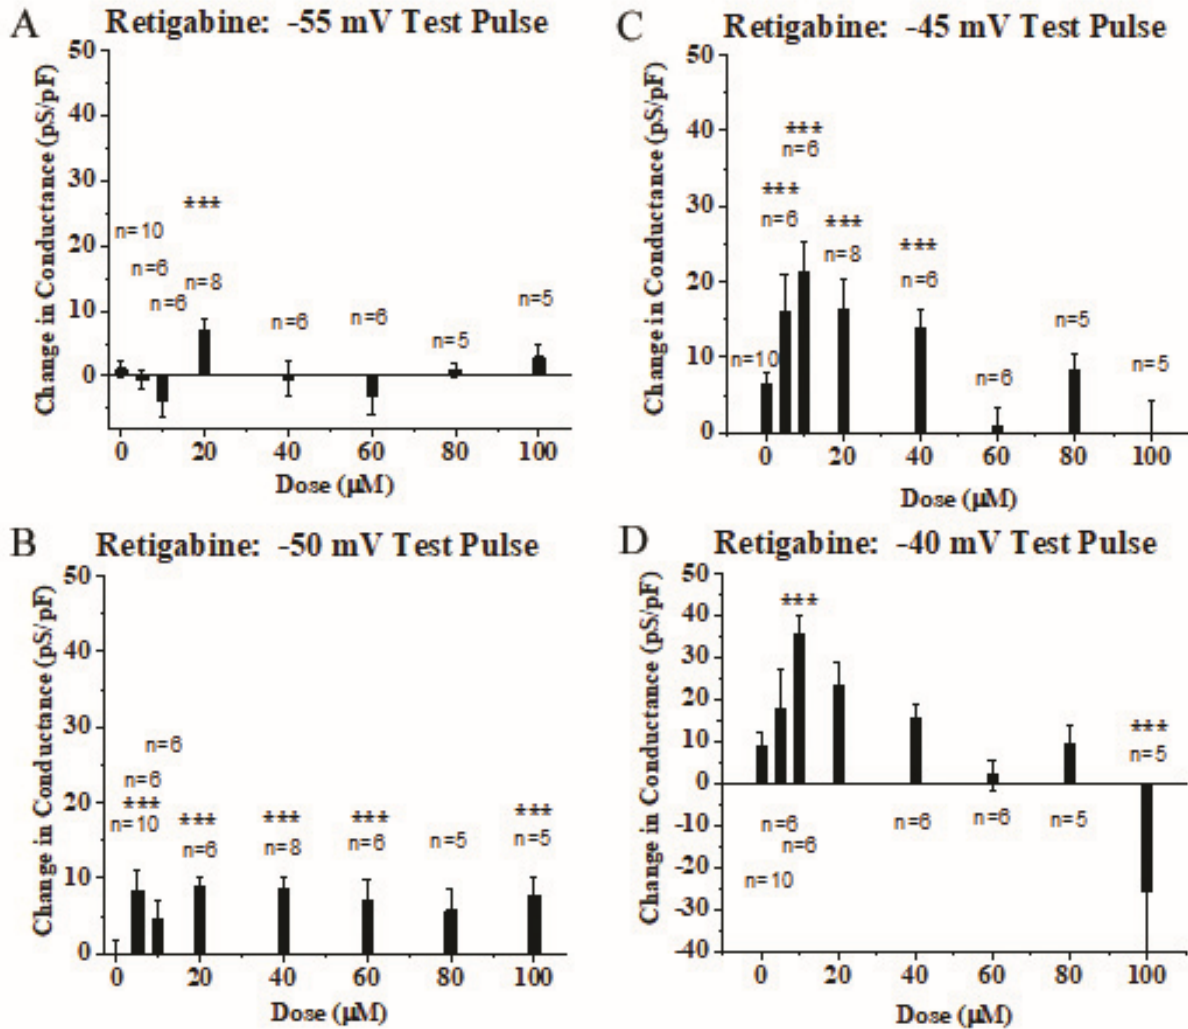 A
Retigabine: -55 mV Test Pulse
Change in Conductance (pS/pF)
50
40
30
20
10
0
n=10
n=6
n=6
***
n=8
n=6
n=6
n=5
n=5
0 20 40 60 80 100
Dose (µM)
B
Retigabine: -50 mV Test Pulse
Change in Conductance (pS/pF)
50
40
30
20
10
0
n=6
n=6
***
n=10
***
n=6
***
n=8
***
n=6
n=5
***
n=5
0 20 40 60 80 100
Dose (µM)
C
Retigabine: -45 mV Test Pulse
Change in Conductance (pS/pF)
50
40
30
20
10
0
n=10
***
n=6
***
n=6
***
n=8
***
n=6
n=6
n=5
n=5
0 20 40 60 80 100
Dose (µM)
D
Retigabine: -40 mV Test Pulse
Change in Conductance (pS/pF)
50
40
30
20
10
0
-10
-20
-30
-40
***
n=10
n=6
n=6
n=6
n=6
n=5
***
n=5
0 20 40 60 80 100
Dose (µM)